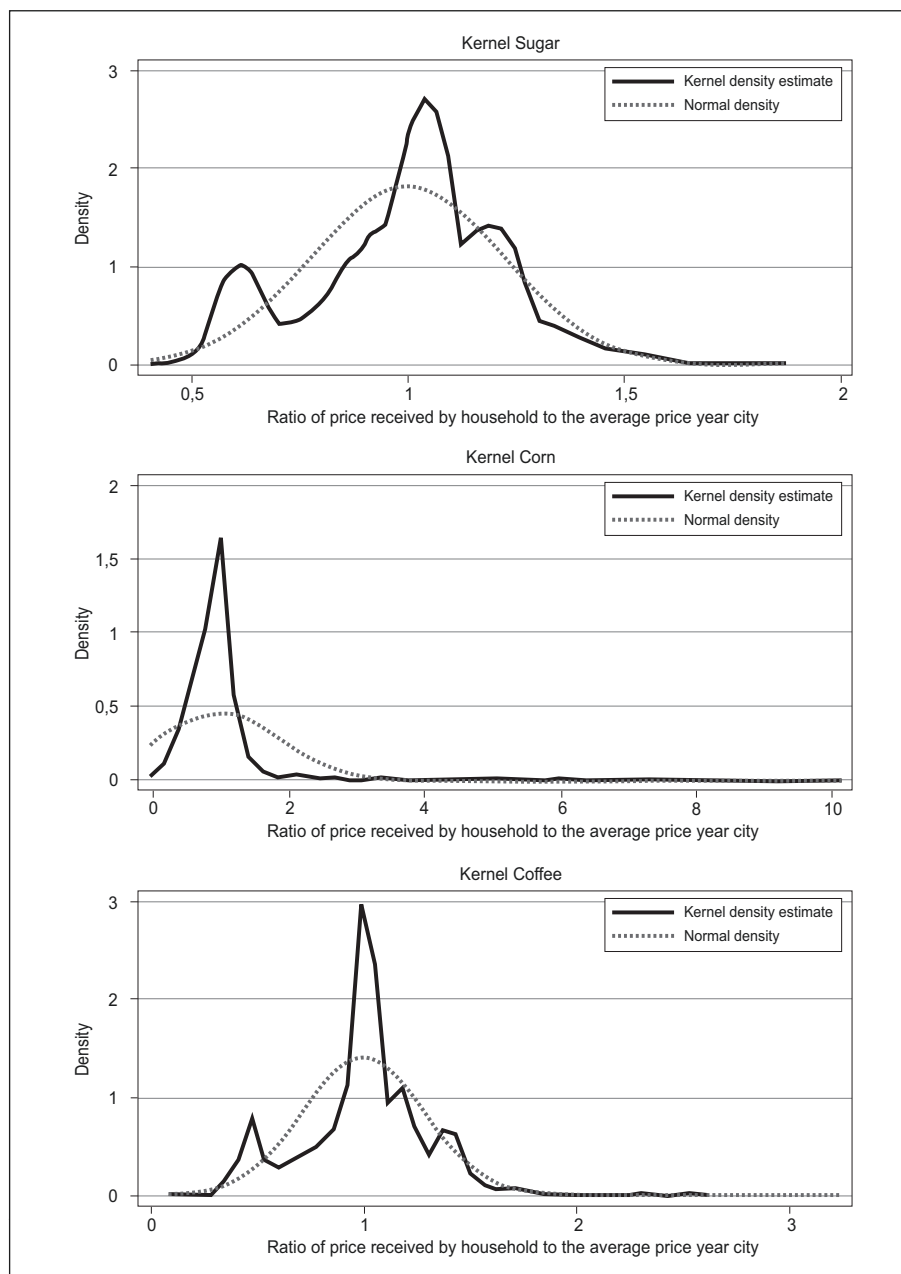 Kernel Sugar
3
2
1
0
Density
Kernel density estimate
Normal density
0,5 1 1,5 2
Ratio of price received by household to the average price year city
Kernel Corn
2
1,5
1
0,5
0
Density
Kernel density estimate
Normal density
0 2 4 6 8 10
Ratio of price received by household to the average price year city
Kernel Coffee
3
2
1
0
Density
Kernel density estimate
Normal density
0 1 2 3
Ratio of price received by household to the average price year city